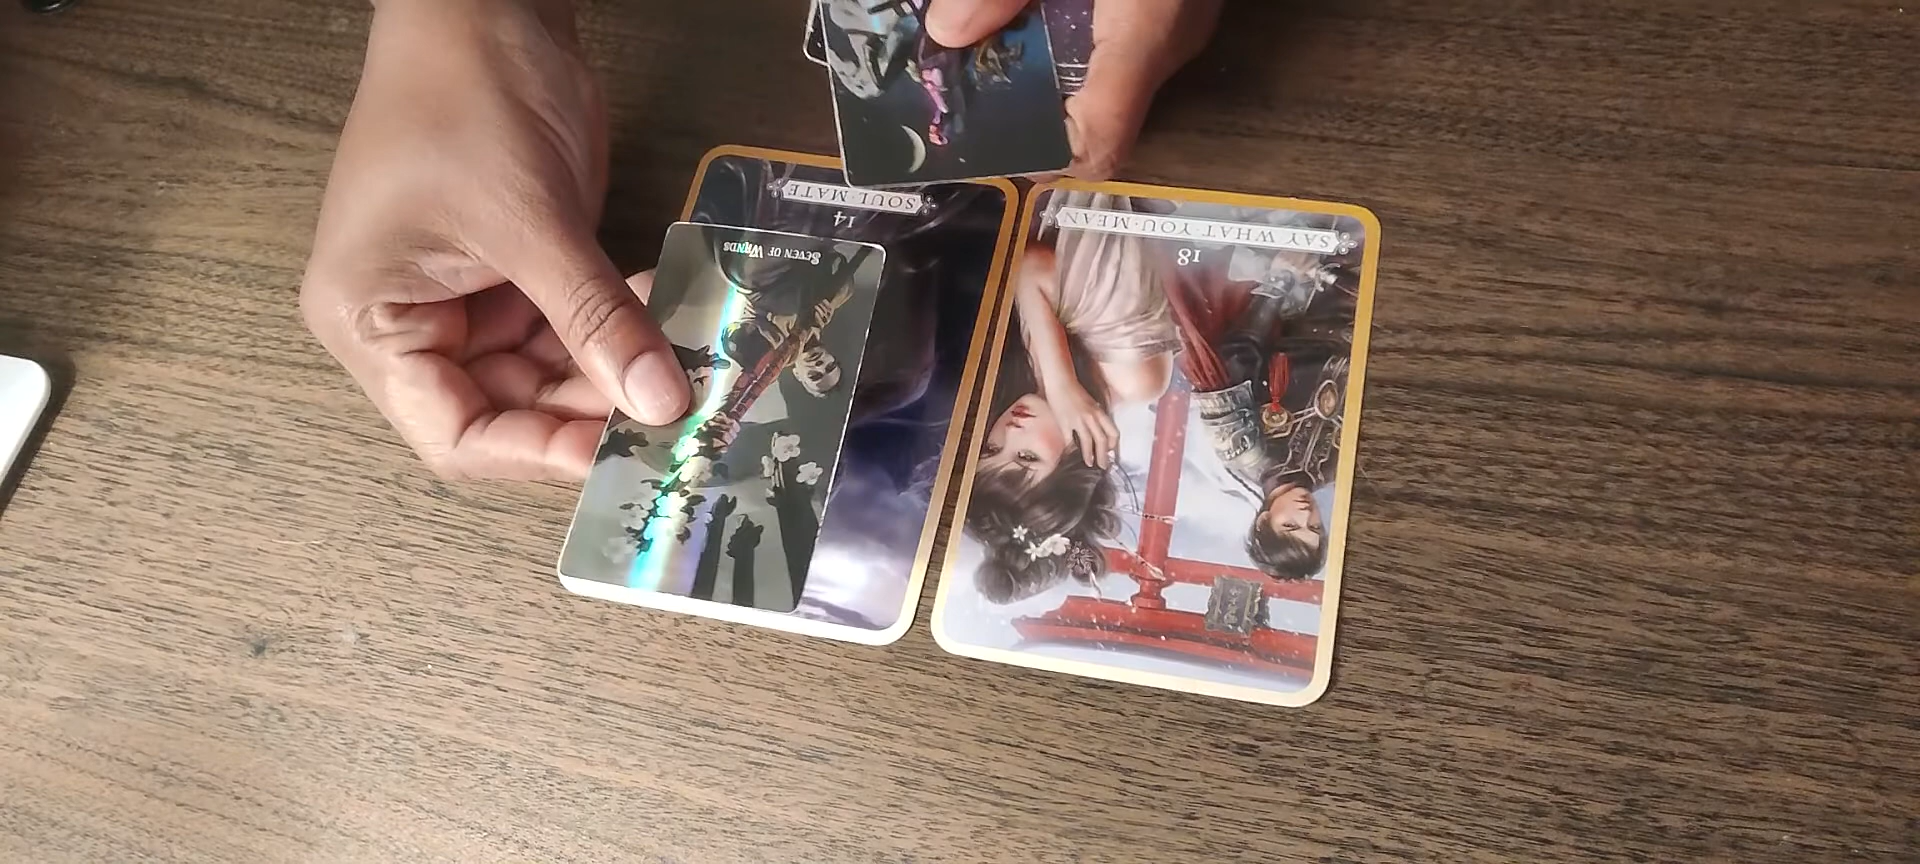 SOUL·MATE
14
SAY WHAT YOU·MEAN
18
SEVEN OF WANDS